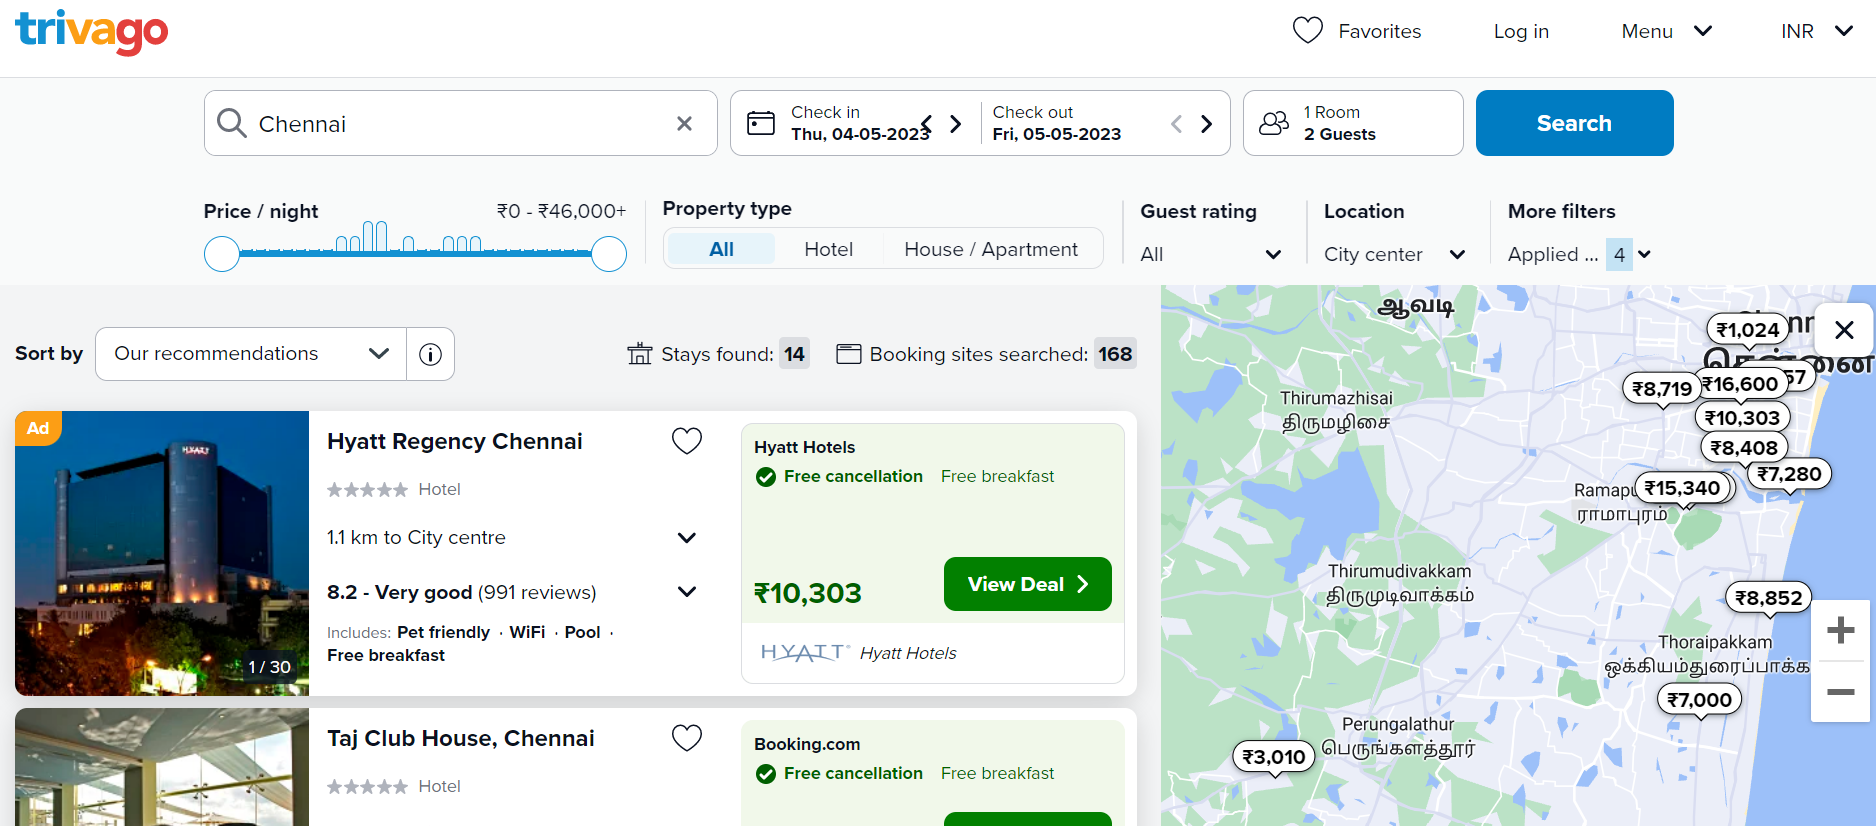 trivago
Favorites
Log in
Menu
INR
Chennai
Check in
Thu, 04-05-2023
Check out
Fri, 05-05-2023
1 Room
2 Guests
Search
Price / night
₹0 - ₹46,000+
Property type
All
Hotel
House / Apartment
Guest rating
All
Location
City center
More filters
Applied ... 4
Sort by
Our recommendations
Stays found: 14
Booking sites searched: 168
Ad
HYATT
1 / 30
Hyatt Regency Chennai
Hotel
1.1 km to City centre
8.2 - Very good (991 reviews)
Includes: Pet friendly · WiFi · Pool ·
Free breakfast
Hyatt Hotels
Free cancellation Free breakfast
₹10,303
View Deal
HYATT Hyatt Hotels
Taj Club House, Chennai
Hotel
Booking.com
Free cancellation Free breakfast
ஆவடி
₹1,024
சென்னை
₹8,719
₹16,600
57
₹10,303
₹8,408
₹7,280
₹15,340
Thirumazhisai
திருமழிசை
ராமாபுரம்
Thirumudivakkam
திருமுடிவாக்கம்
₹8,852
Thoraipakkam
ஒக்கியம்துரைப்பாக்க
₹7,000
Perungalathur
பெருங்களத்தூர்
₹3,010